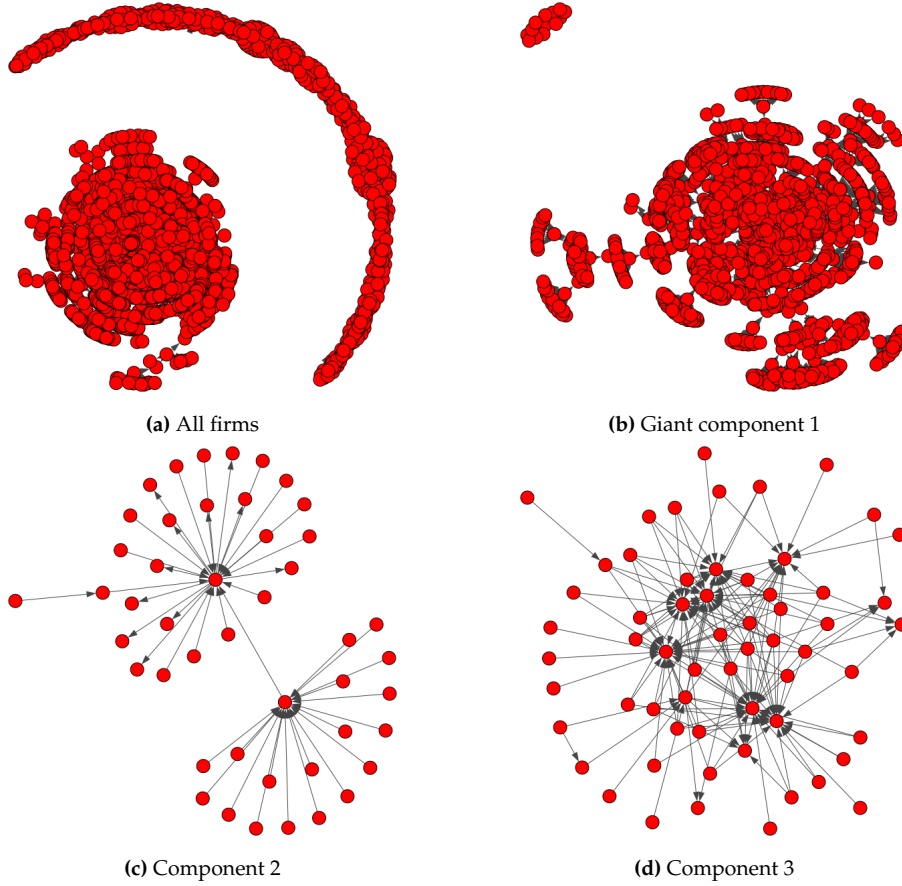 (a) All firms
(b) Giant component 1
(c) Component 2
(d) Component 3